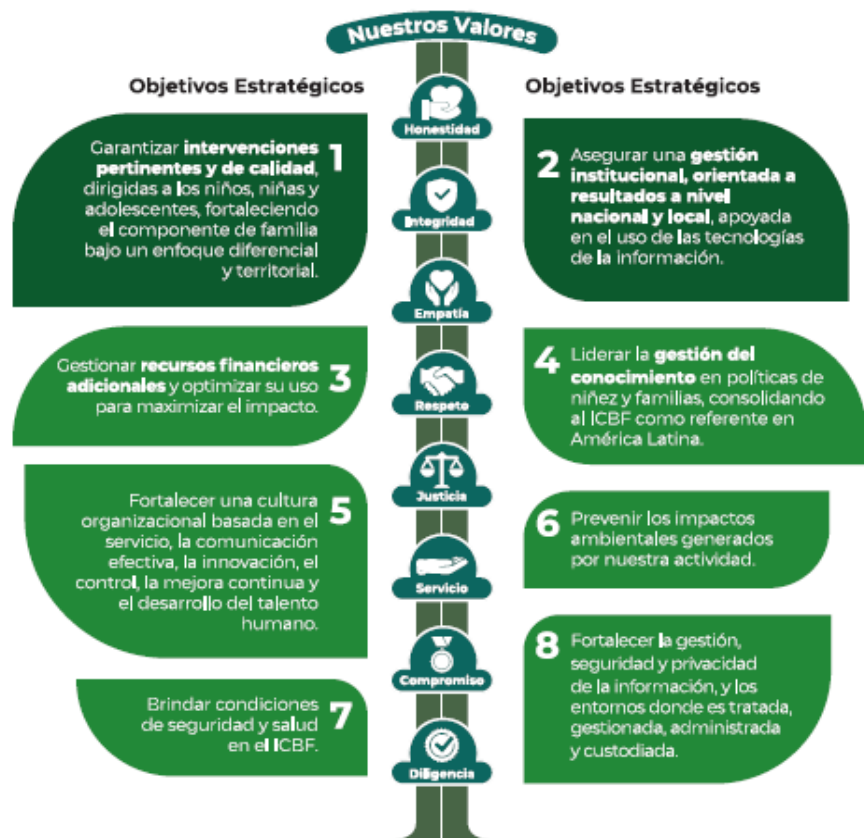 Nuestros Valores
Objetivos Estratégicos
Objetivos Estratégicos
Honestidad
1
Garantizar intervenciones
pertinentes y de calidad,
dirigidas a los niños, niñas y
adolescentes, fortaleciendo
el componente de familia
bajo un enfoque diferencial
y territorial.
2
Asegurar una gestión
institucional, orientada a
resultados a nivel
nacional y local, apoyada
en el uso de las tecnologías
de la información.
Integridad
Empatía
3
Gestionar recursos financieros
adicionales y optimizar su uso
para maximizar el impacto.
4
Liderar la gestión del
conocimiento en políticas de
niñez y familias, consolidando
al ICBF como referente en
América Latina.
Respeto
Justicia
5
Fortalecer una cultura
organizacional basada en el
servicio, la comunicación
efectiva, la innovación, el
control, la mejora continua y
el desarrollo del talento
humano.
6
Prevenir los impactos
ambientales generados
por nuestra actividad.
Servicio
Compromiso
7
Brindar condiciones
de seguridad y salud
en el ICBF.
8
Fortalecer la gestión,
seguridad y privacidad
de la información, y los
entornos donde es tratada,
gestionada, administrada
y custodiada.
Diligencia